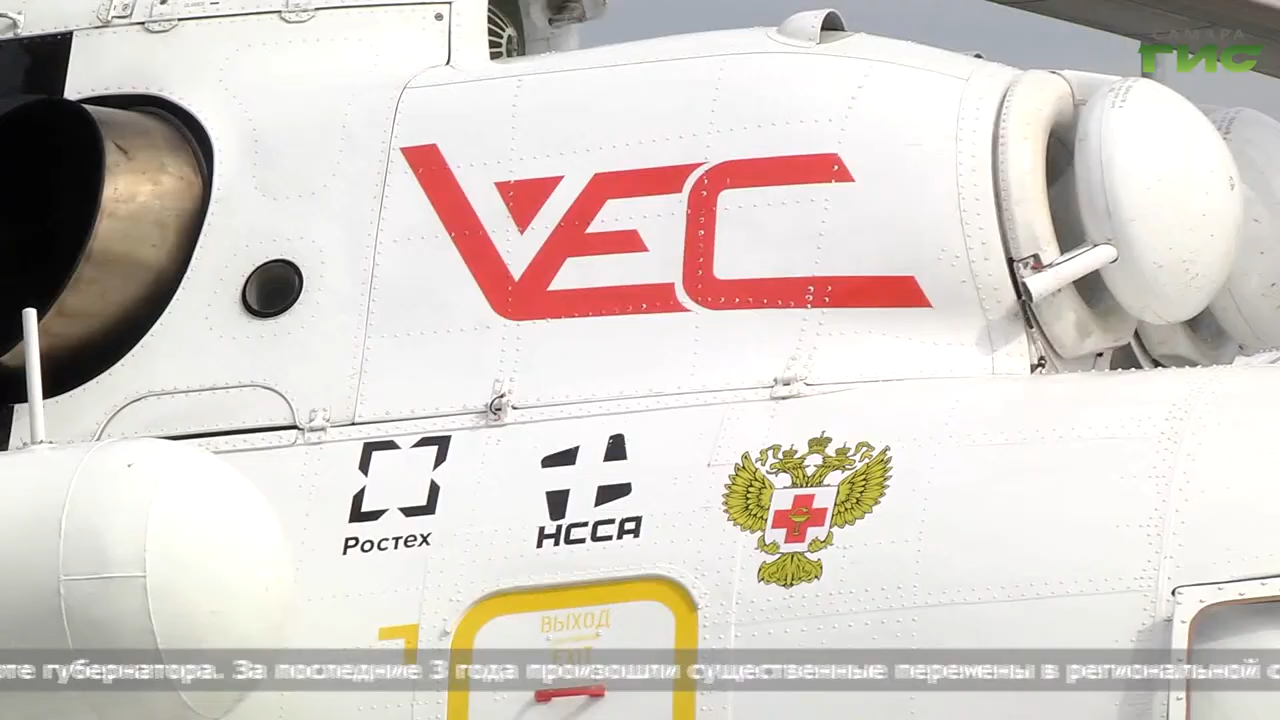 САМАРА
ГИС
VEC
Ростех
НССА
ВЫХОД
EXIT
губернатора. За последние 3 года произошли существенные перемены в региональной